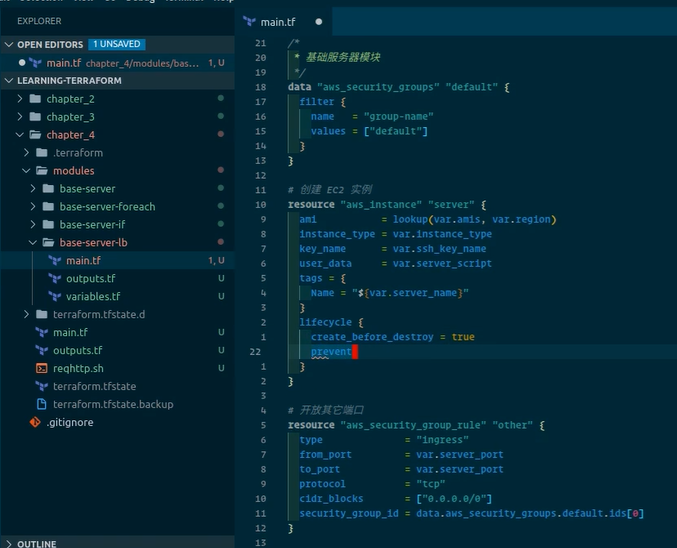 EXPLORER
OPEN EDITORS 1 UNSAVED
main.tf chapter_4/modules/bas... 1, U
LEARNING-TERRAFORM
chapter_2
chapter_3
chapter_4
.terraform
modules
base-server
base-server-foreach
base-server-if
base-server-lb
main.tf 1, U
outputs.tf U
variables.tf U
terraform.tfstate.d
main.tf U
outputs.tf U
reqhttp.sh U
terraform.tfstate
terraform.tfstate.backup
.gitignore
OUTLINE
main.tf
21 /*
20 * 基础服务器模块
19 */
18 data "aws_security_groups" "default" {
17 filter {
16 name = "group-name"
15 values = ["default"]
14 }
13 }
12
11 # 创建 EC2 实例
10 resource "aws_instance" "server" {
9 ami = lookup(var.amis, var.region)
8 instance_type = var.instance_type
7 key_name = var.ssh_key_name
6 user_data = var.server_script
5 tags = {
4 Name = "${var.server_name}"
3 }
2 lifecycle {
1 create_before_destroy = true
22 prevent
1 }
2 }
3
4 # 开放其它端口
5 resource "aws_security_group_rule" "other" {
6 type = "ingress"
7 from_port = var.server_port
8 to_port = var.server_port
9 protocol = "tcp"
10 cidr_blocks = ["0.0.0.0/0"]
11 security_group_id = data.aws_security_groups.default.ids[0]
12 }
13